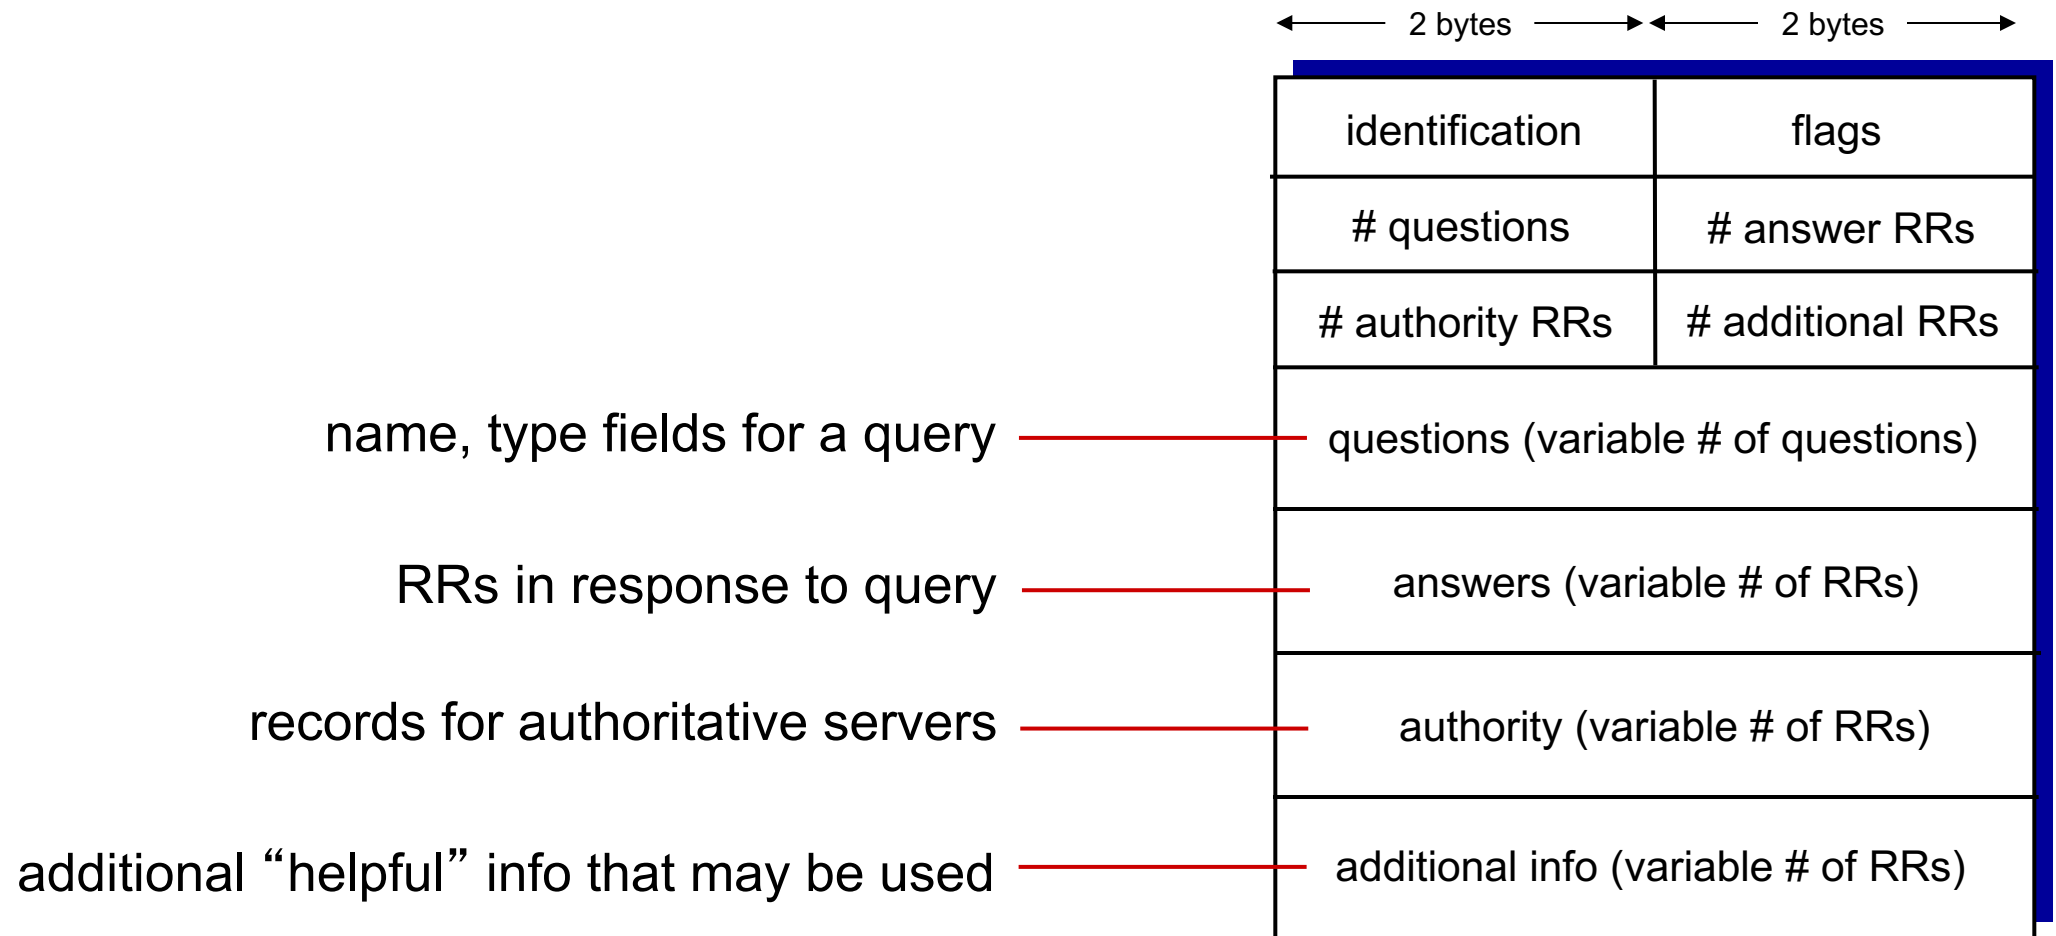 2 bytes 2 bytes
identification flags
# questions # answer RRs
# authority RRs # additional RRs
name, type fields for a query questions (variable # of questions)
RRs in response to query answers (variable # of RRs)
records for authoritative servers authority (variable # of RRs)
additional “helpful” info that may be used additional info (variable # of RRs)